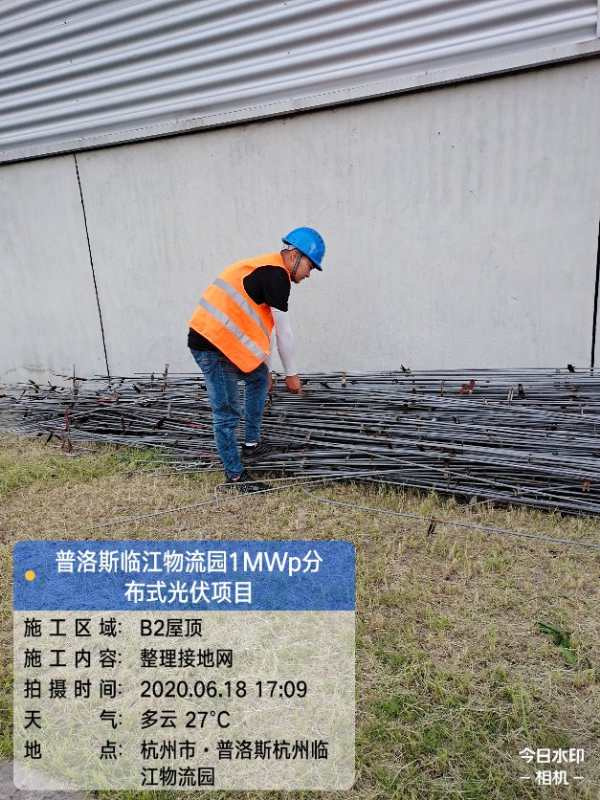 普洛斯临江物流园1MWp分
布式光伏项目
施工区域：B2屋顶
施工内容：整理接地网
拍摄时间：2020.06.18 17:09
天气：多云 27°C
地点：杭州市·普洛斯杭州临
江物流园
今日水印
-相机-